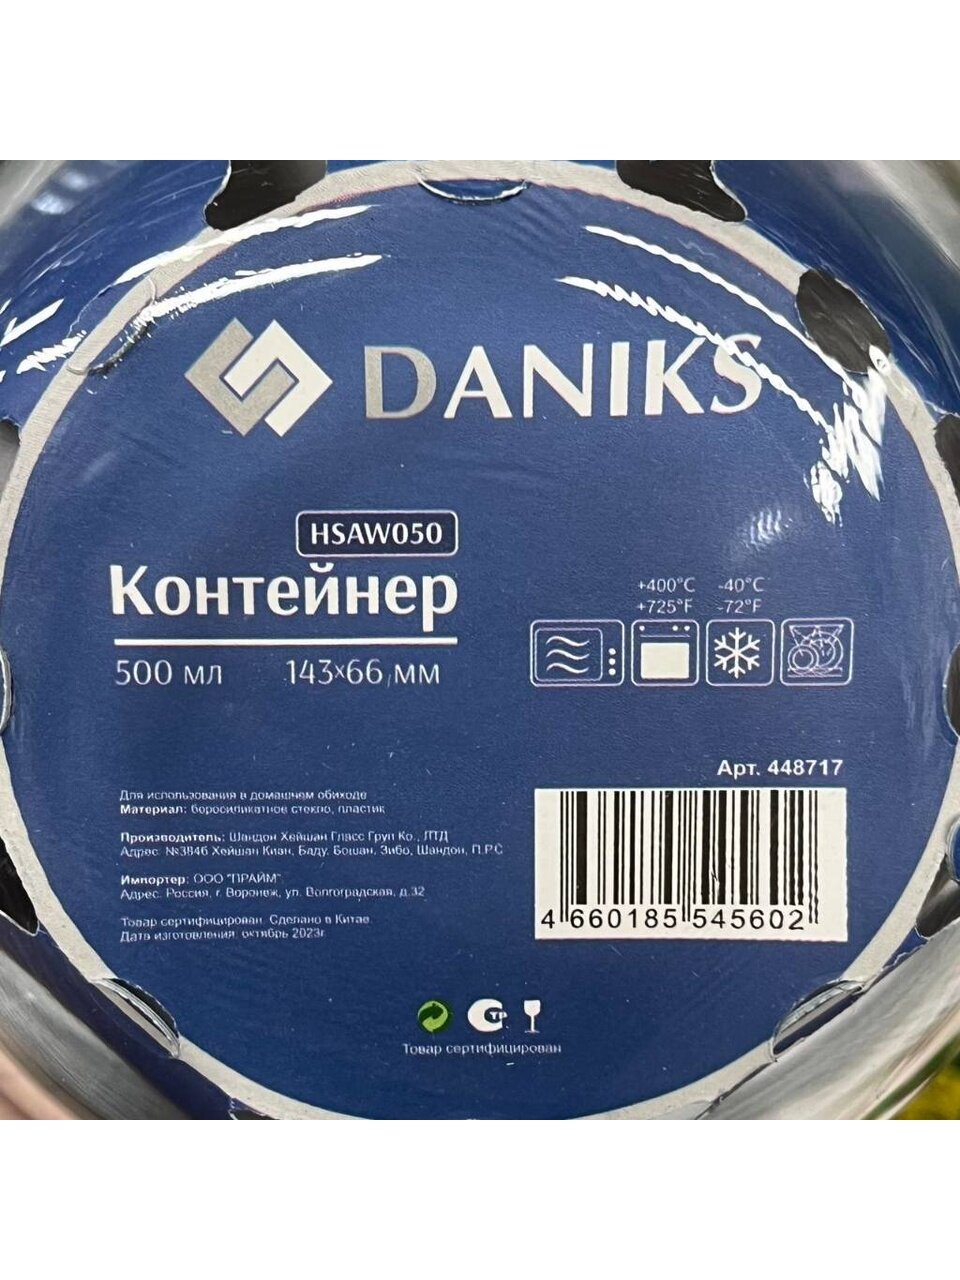 DANIKS
HSAW050
Контейнер
500 мл 143×66 мм
+400°C -40°C
+725°F -72°F
Арт. 448717
Для использования в домашнем обиходе
Материал: боросиликатное стекло, пластик
Производитель: Шандон Хейшан Гласс Груп Ко., ЛТД
Адрес: №3846 Хейшан Киан, Баду, Бошан, Зибо, Шандон, П.Р.С
Импортер: ООО "ПРАЙМ"
Адрес: Россия, г. Воронеж, ул. Волгоградская, д.32
Товар сертифицирован. Сделано в Китае
Дата изготовления: октябрь 2023г.
4 660185 545602
СТР
Товар сертифицирован